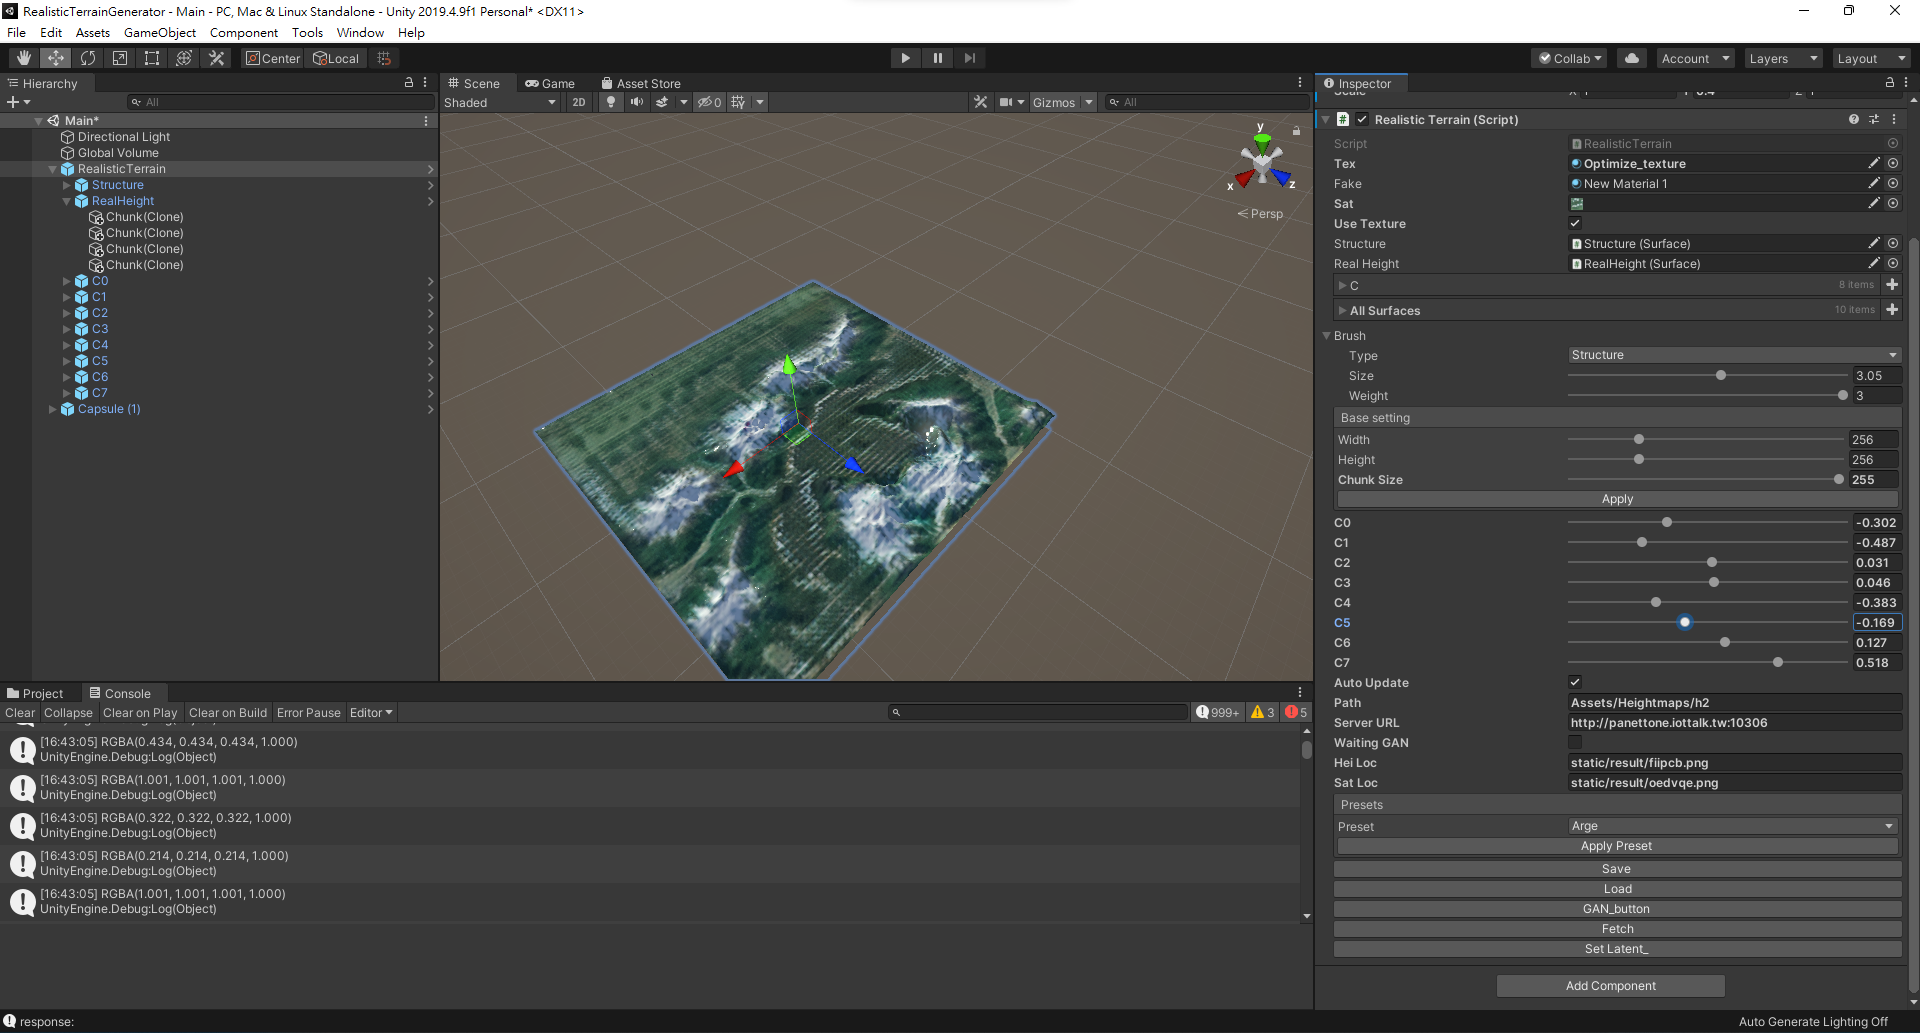 RealisticTerrainGenerator - Main - PC, Mac & Linux Standalone - Unity 2019.4.9f1 Personal* <DX11>
File Edit Assets GameObject Component Tools Window Help
Center Local Collab Account Layers Layout
Hierarchy
All
Main*
Directional Light
Global Volume
RealisticTerrain
Structure
RealHeight
Chunk(Clone)
Chunk(Clone)
Chunk(Clone)
Chunk(Clone)
C0
C1
C2
C3
C4
C5
C6
C7
Capsule (1)
Scene Game Asset Store
Shaded 2D 0 Gizmos All
y
x z
Persp
Project Console
Clear Collapse Clear on Play Clear on Build Error Pause Editor 999+ 3 5
[16:43:05] RGBA(0.434, 0.434, 0.434, 1.000)
UnityEngine.Debug:Log(Object)
[16:43:05] RGBA(1.001, 1.001, 1.001, 1.000)
UnityEngine.Debug:Log(Object)
[16:43:05] RGBA(0.322, 0.322, 0.322, 1.000)
UnityEngine.Debug:Log(Object)
[16:43:05] RGBA(0.214, 0.214, 0.214, 1.000)
UnityEngine.Debug:Log(Object)
[16:43:05] RGBA(1.001, 1.001, 1.001, 1.000)
UnityEngine.Debug:Log(Object)
Inspector
Realistic Terrain (Script)
Script RealisticTerrain
Tex Optimize_texture
Fake New Material 1
Sat
Use Texture
Structure Structure (Surface)
Real Height RealHeight (Surface)
C 8 items
All Surfaces 10 items
Brush
Type Structure
Size 3.05
Weight 3
Base setting
Width 256
Height 256
Chunk Size 255
Apply
C0 -0.302
C1 -0.487
C2 0.031
C3 0.046
C4 -0.383
C5 -0.169
C6 0.127
C7 0.518
Auto Update
Path Assets/Heightmaps/h2
Server URL http://panettone.iottalk.tw:10306
Waiting GAN
Hei Loc static/result/fiipcb.png
Sat Loc static/result/oedvqe.png
Presets
Preset Arge
Apply Preset
Save
Load
GAN_button
Fetch
Set Latent_
Add Component
response:
Auto Generate Lighting Off